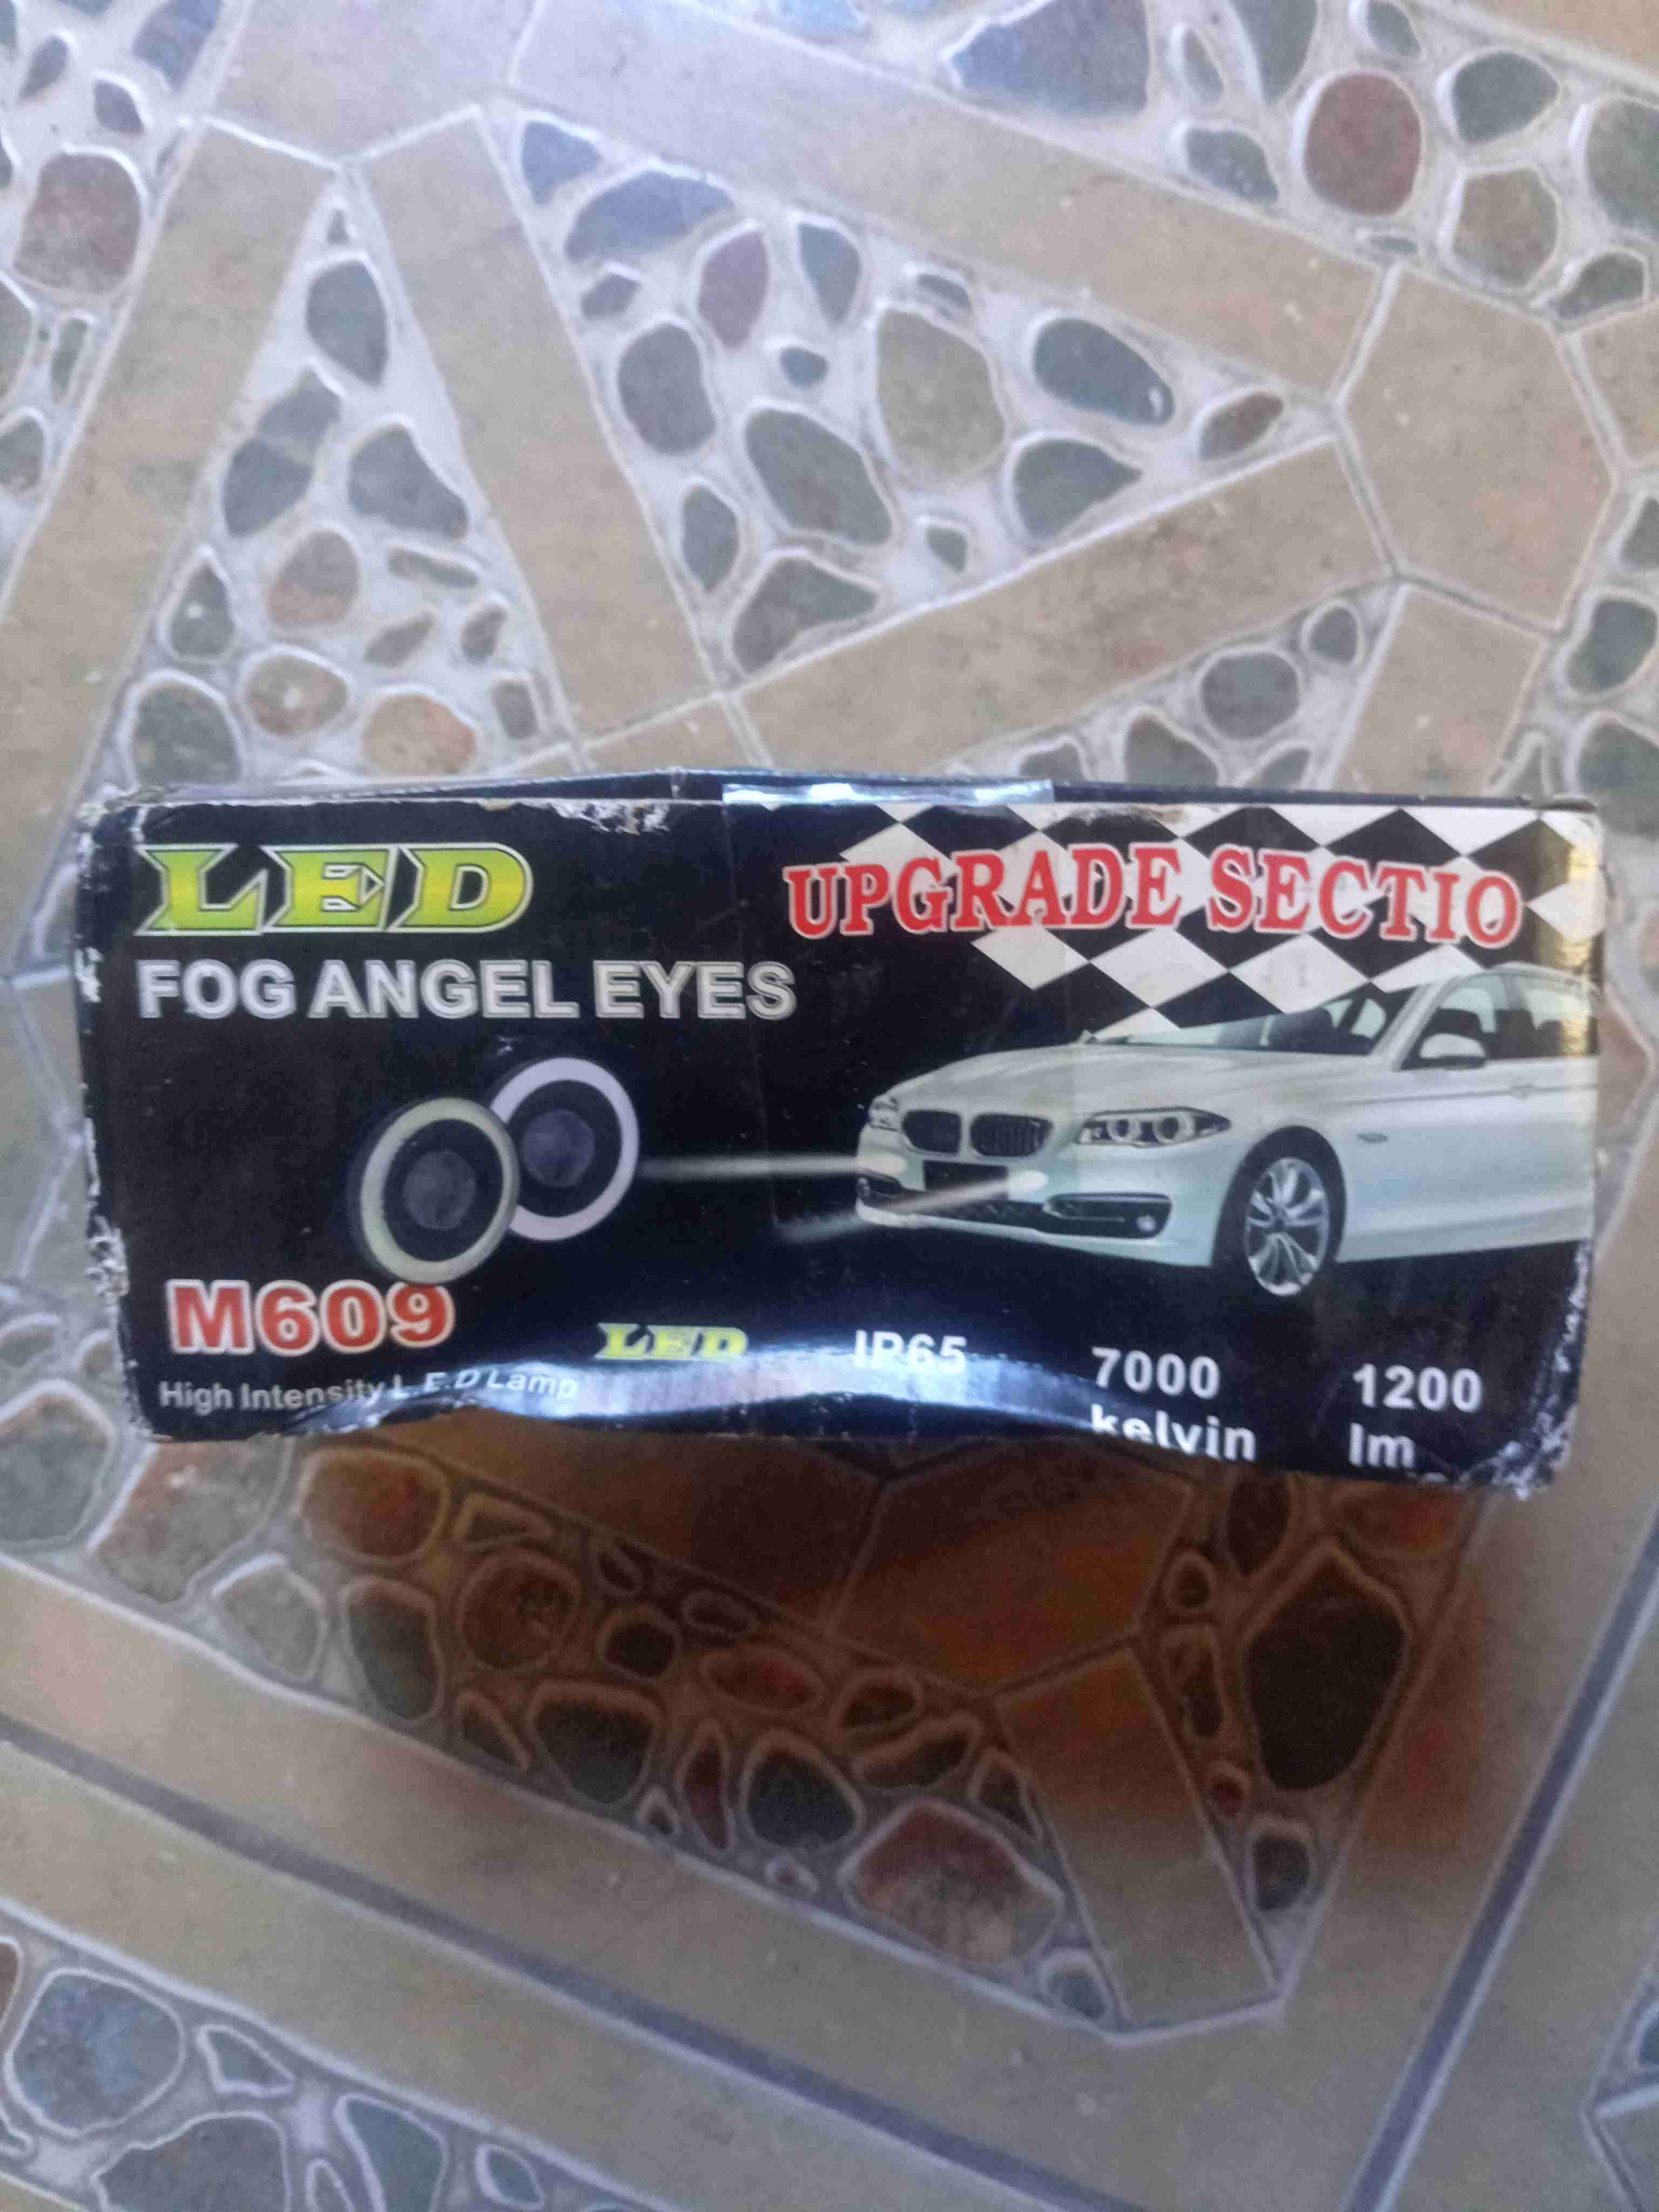 LED
UPGRADE SECTIO
FOG ANGEL EYES
M609
High Intensity L.E.D Lamp
LED
IP65
7000
kelvin
1200
lm